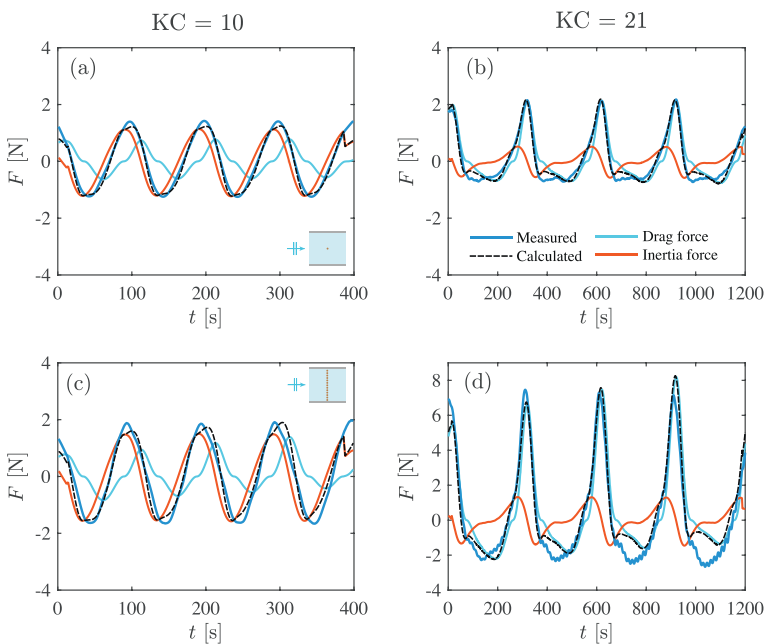 KC = 10
KC = 21
(a)
(b)
4
2
0
-2
-4
F [N]
0 100 200 300 400
t [s]
4
2
0
-2
-4
F [N]
Measured
Calculated
Drag force
Inertia force
0 200 400 600 800 1000 1200
t [s]
(c)
(d)
4
2
0
-2
-4
F [N]
0 100 200 300 400
t [s]
8
6
4
2
0
-2
-4
F [N]
0 200 400 600 800 1000 1200
t [s]